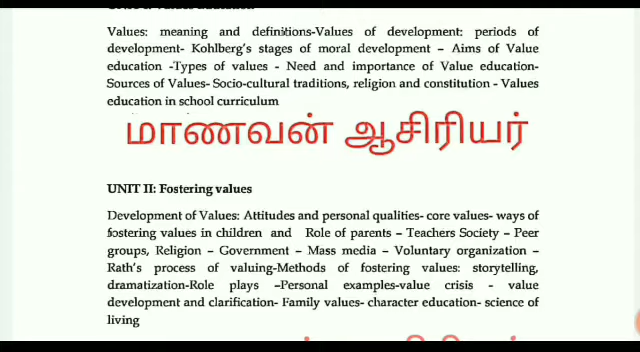 Values: meaning and definitions-Values of development: periods of
development- Kohlberg's stages of moral development – Aims of Value
education -Types of values - Need and importance of Value education-
Sources of Values- Socio-cultural traditions, religion and constitution - Values
education in school curriculum
மாணவன் ஆசிரியர்
UNIT II: Fostering values
Development of Values: Attitudes and personal qualities- core values- ways of
fostering values in children and Role of parents – Teachers Society – Peer
groups, Religion – Government – Mass media – Voluntary organization –
Rath's process of valuing-Methods of fostering values: storytelling,
dramatization-Role plays –Personal examples-value crisis - value
development and clarification- Family values- character education- science of
living